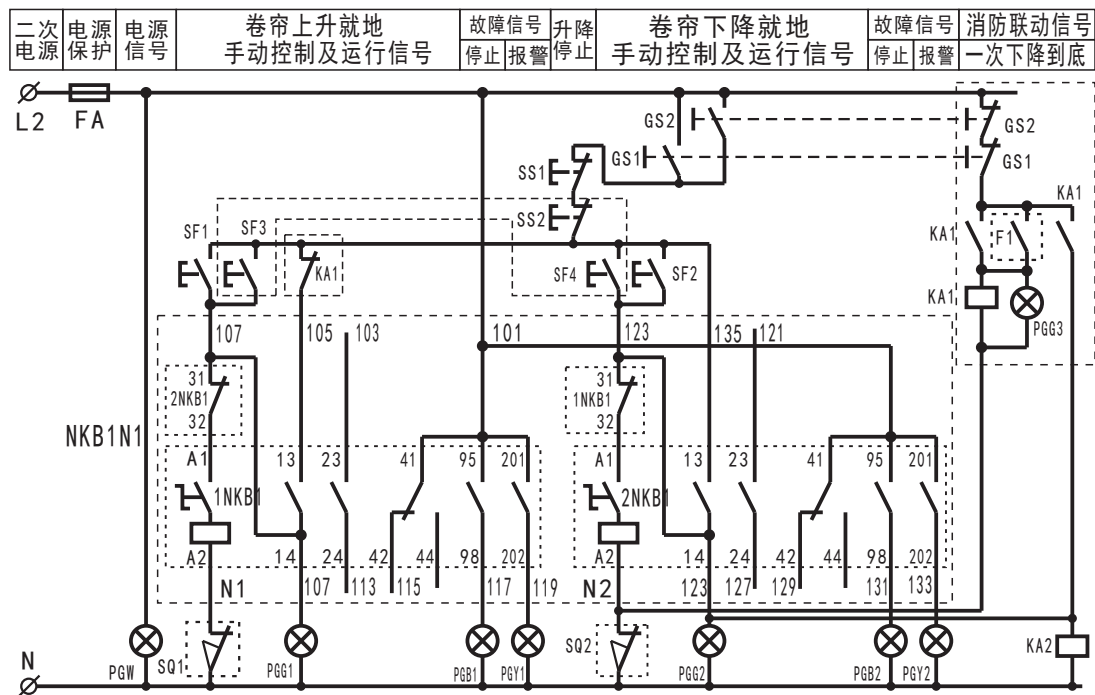 二次 电源 电源 卷帘上升就地 故障信号 升降 卷帘下降就地 故障信号 消防联动信号
电源 保护 信号 手动控制及运行信号 停止 报警 停止 手动控制及运行信号 停止 报警 一次下降到底
L2 FA
GS2 GS2
GS1 GS1
SS1
SS2
KA1
SF1 SF3 KA1 F1
KA1 SF4 SF2
KA1 PGG3
107 105 103 101 123 135 121
31 31
2NKB1 1NKB1
32 32
NKB1N1
A1 13 23 41 95 201 A1 13 23 41 95 201
1NKB1 2NKB1
A2 14 24 42 44 98 202 A2 14 24 42 44 98 202
N1 107 113 115 117 119 N2 123 127 129 131 133
N PGW SQ1 PGG1 PGB1 PGY1 SQ2 PGG2 PGB2 PGY2 KA2